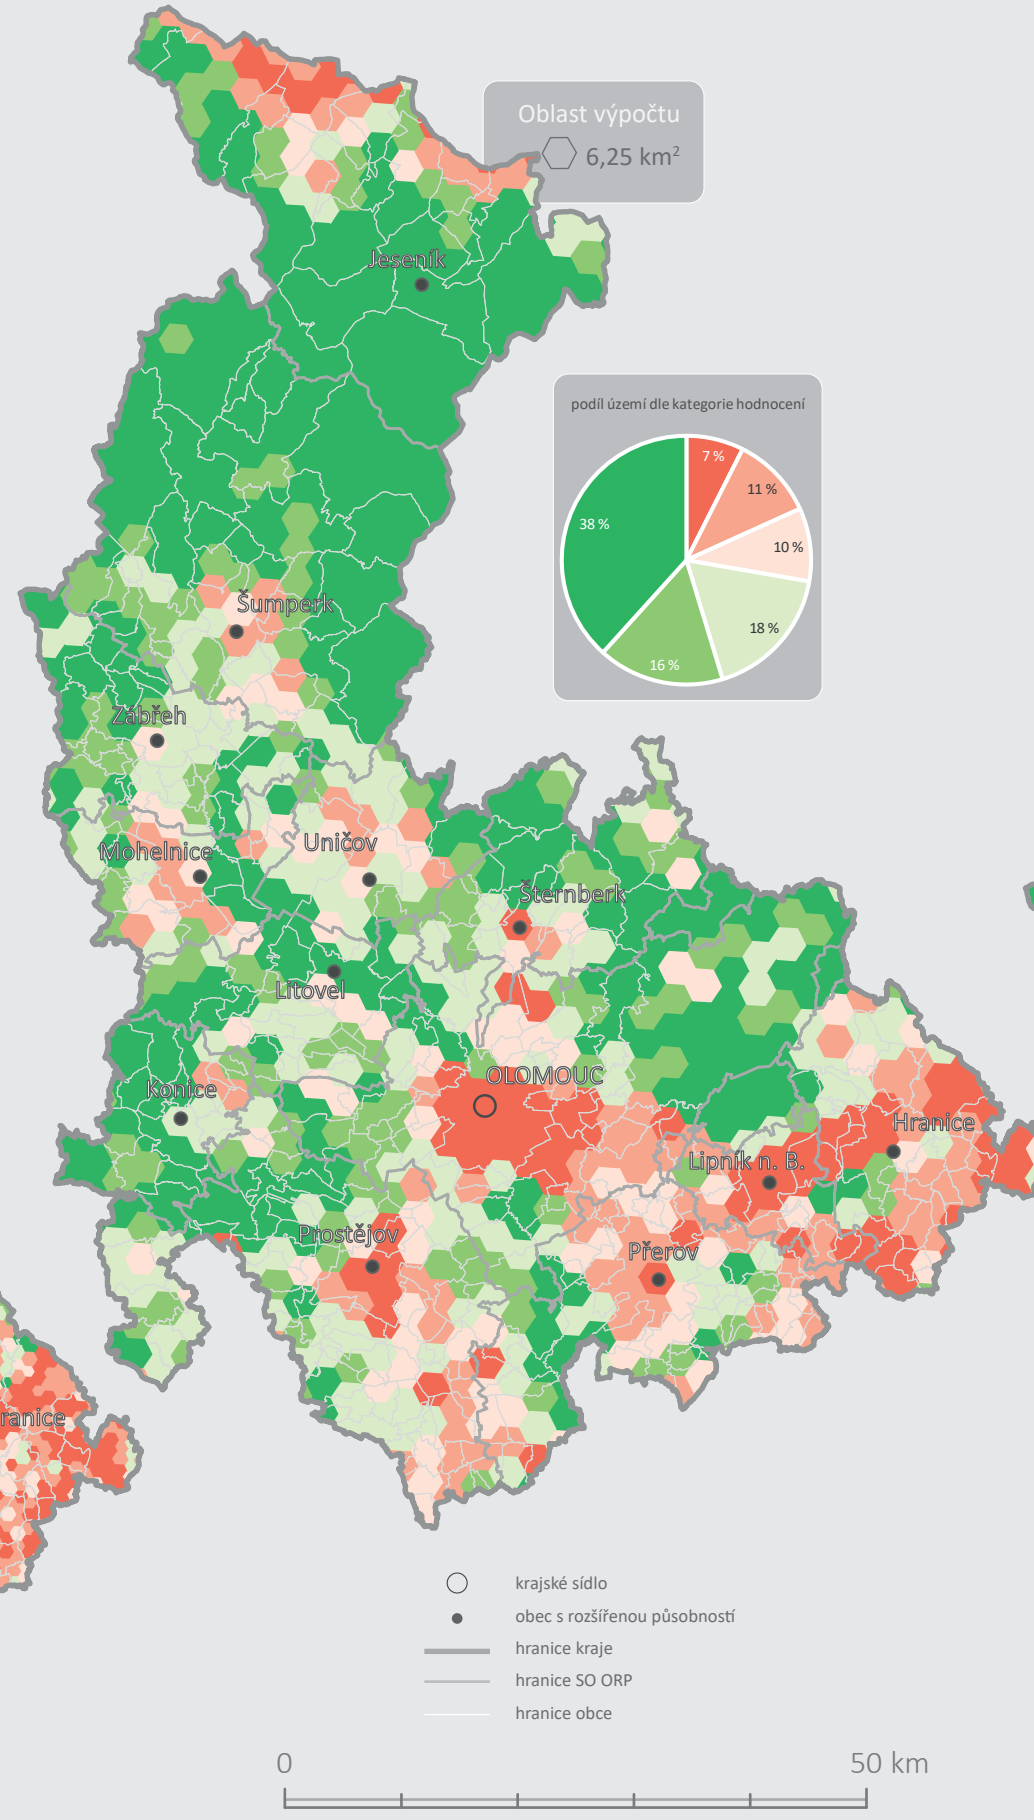 Oblast výpočtu
6,25 km²
Jeseník
podíl území dle kategorie hodnocení
7 %
11 %
38 %
10 %
18 %
16 %
Šumperk
Zábřeh
Uničov
Mohelnice
Šternberk
Litovel
OLOMOUC
Konice
Hranice
Lipník n. B.
Prostějov
Přerov
ranice
krajské sídlo
obec s rozšířenou působností
hranice kraje
hranice SO ORP
hranice obce
0 50 km